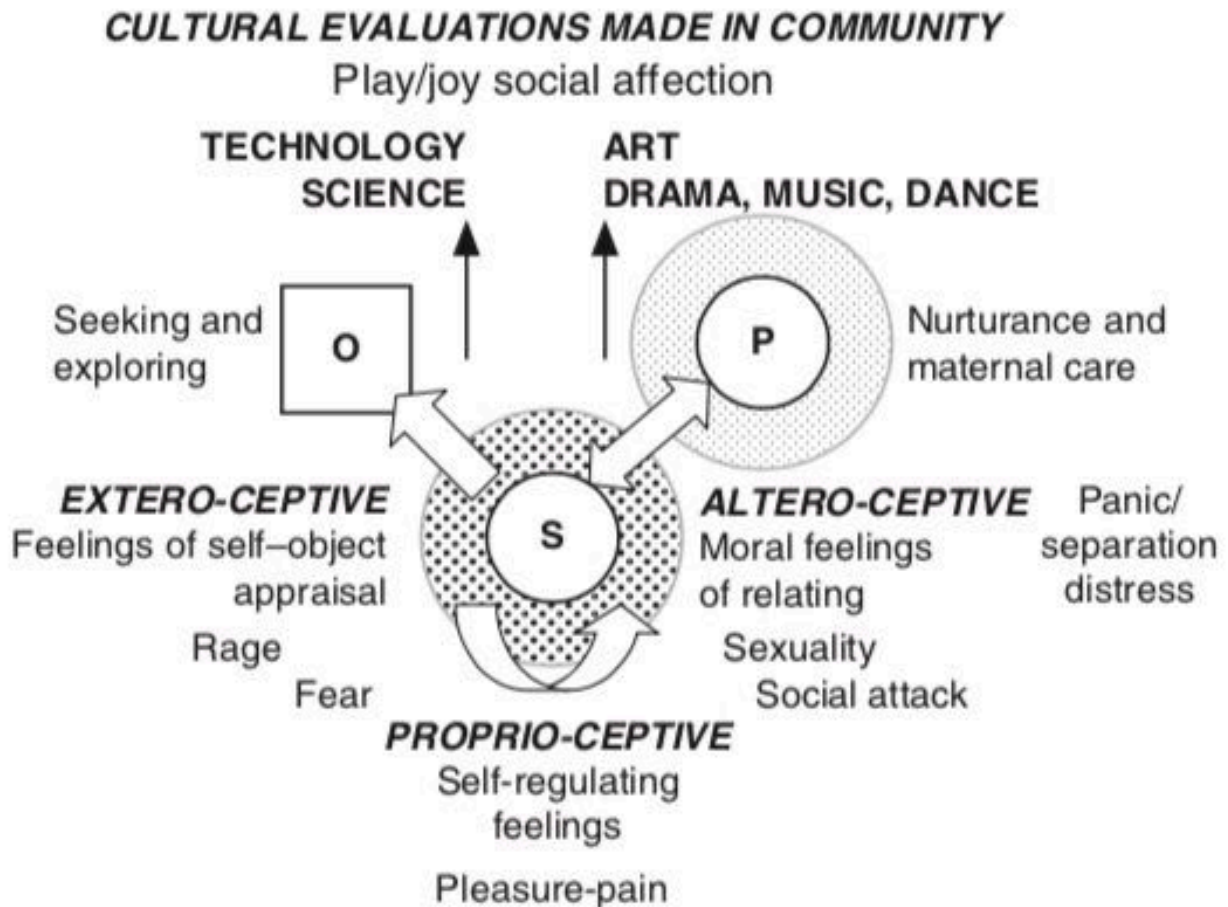 CULTURAL EVALUATIONS MADE IN COMMUNITY
Play/joy social affection
TECHNOLOGY
SCIENCE
ART
DRAMA, MUSIC, DANCE
Seeking and
exploring
O
P
Nurturance and
maternal care
EXTERO-CEPTIVE
Feelings of self–object
appraisal
Rage
Fear
S
ALTERO-CEPTIVE
Moral feelings
of relating
Sexuality
Social attack
Panic/
separation
distress
PROPRIO-CEPTIVE
Self-regulating
feelings
Pleasure-pain